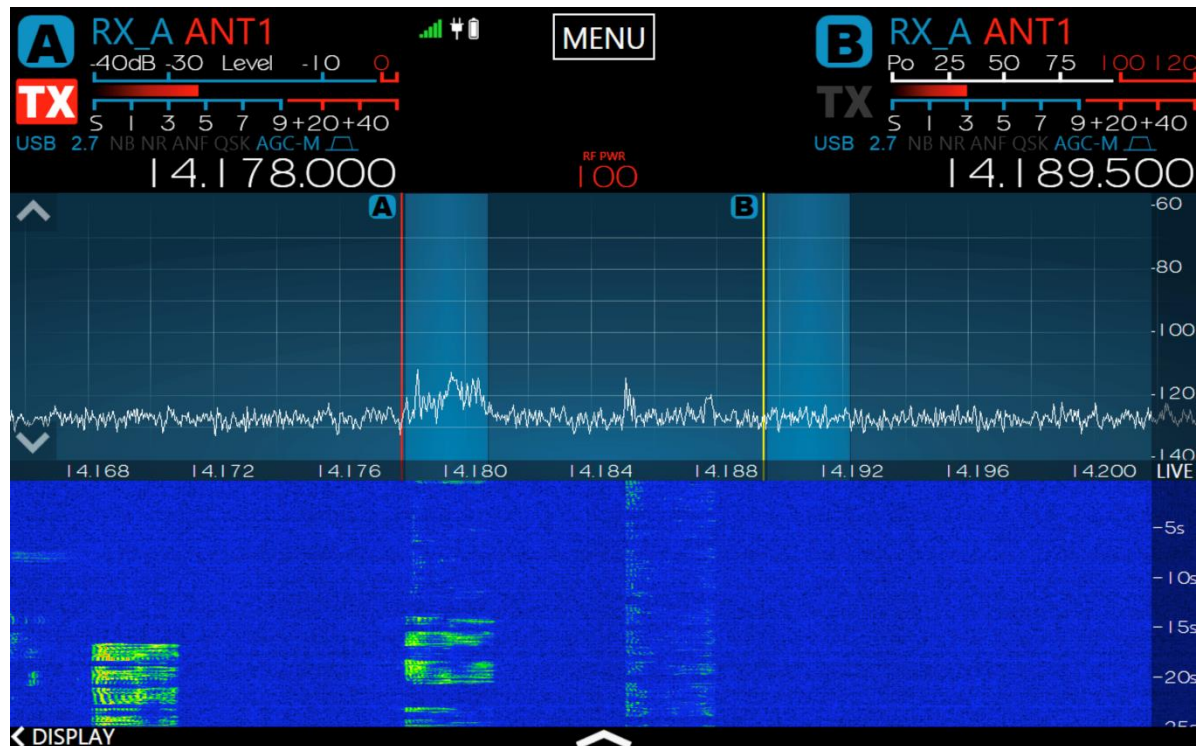 A RX_A ANT1 MENU B RX_A ANT1
-40dB -30 Level -10 0 Po 25 50 75 100 120
TX TX
S 1 3 5 7 9+20+40 S 1 3 5 7 9+20+40
USB 2.7 NB NR ANF QSK AGC-M USB 2.7 NB NR ANF QSK AGC-M
RF PWR
14.178.000 100 14.189.500
A B -60
-80
-100
-120
-140
14.168 14.172 14.176 14.180 14.184 14.188 14.192 14.196 14.200 LIVE
-5s
-10s
-15s
-20s
-25s
< DISPLAY